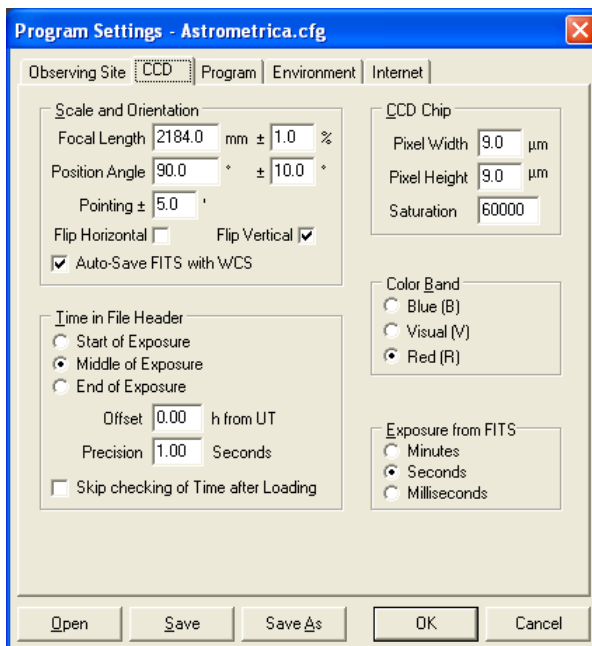 Program Settings - Astrometrica.cfg
Observing Site CCD Program Environment Internet
Scale and Orientation
Focal Length 2184.0 mm ± 1.0 %
Position Angle 90.0 ° ± 10.0 °
Pointing ± 5.0 '
Flip Horizontal Flip Vertical
Auto-Save FITS with WCS
CCD Chip
Pixel Width 9.0 µm
Pixel Height 9.0 µm
Saturation 60000
Time in File Header
Start of Exposure
Middle of Exposure
End of Exposure
Offset 0.00 h from UT
Precision 1.00 Seconds
Skip checking of Time after Loading
Color Band
Blue (B)
Visual (V)
Red (R)
Exposure from FITS
Minutes
Seconds
Milliseconds
Open Save Save As OK Cancel